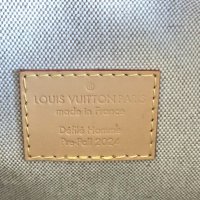 LOUIS VUITTON PARIS
made in France
Défilé Homme
Pre-Fall 2024